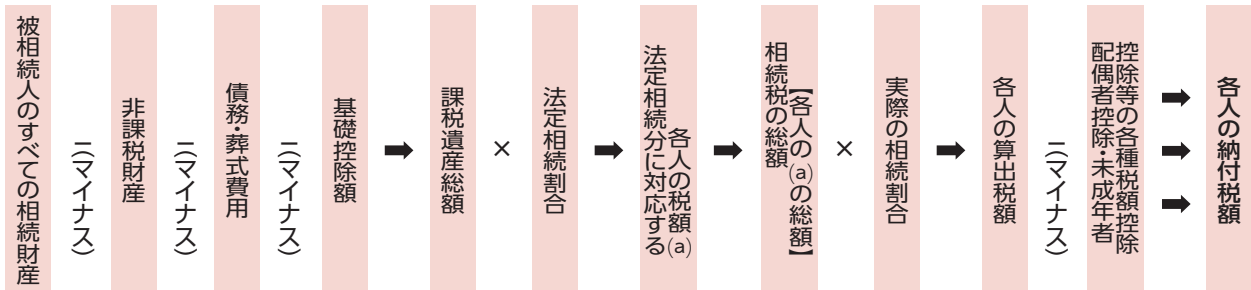 被相続人のすべての相続財産
−(マイナス)
非課税財産
−(マイナス)
債務・葬式費用
−(マイナス)
基礎控除額
➡
課税遺産総額
×
法定相続割合
➡
法定相続分に対応する
各人の税額(a)
➡
相続税の総額
【各人の(a)の総額】
×
実際の相続割合
➡
各人の算出税額
−(マイナス)
配偶者控除・未成年者
控除等の各種税額控除
➡
➡
➡
各人の納付税額